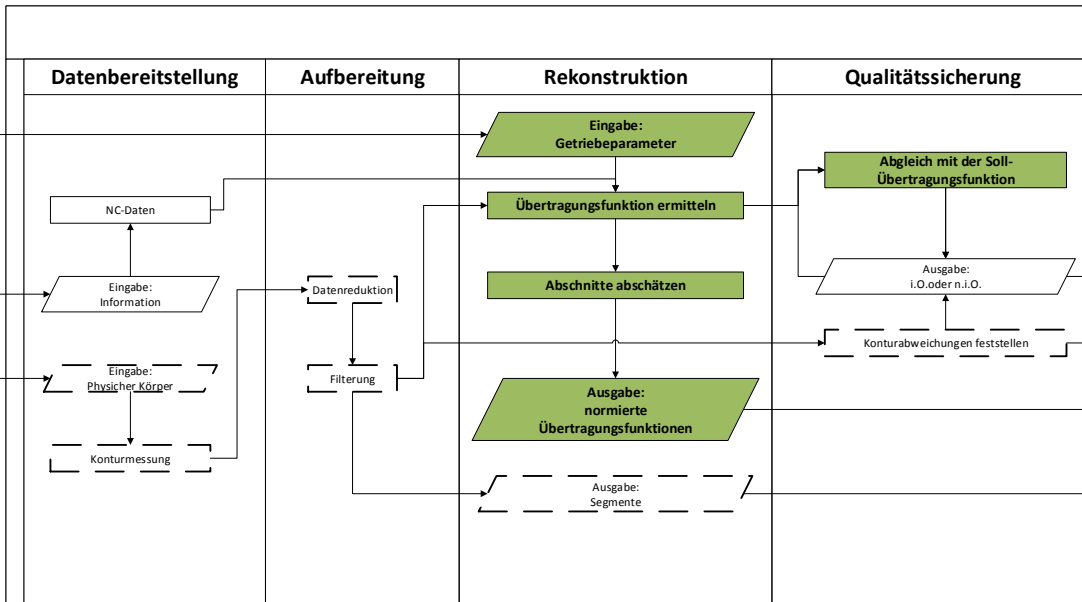 Datenbereitstellung
Aufbereitung
Rekonstruktion
Qualitätssicherung
NC-Daten
Eingabe:
Information
Eingabe:
Physicher Körper
Konturmessung
Datenreduktion
Filterung
Eingabe:
Getriebeparameter
Übertragungsfunktion ermitteln
Abschnitte abschätzen
Ausgabe:
normierte
Übertragungsfunktionen
Ausgabe:
Segmente
Abgleich mit der Soll-
Übertragungsfunktion
Ausgabe:
i.O.oder n.i.O.
Konturabweichungen feststellen